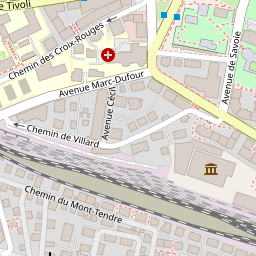 Tivoli
Chemin des Croix-Rouges
Avenue de Savoie
Avenue Marc-Dufour
Avenue Cécil
Chemin de Villard
Chemin du Mont-Tendre